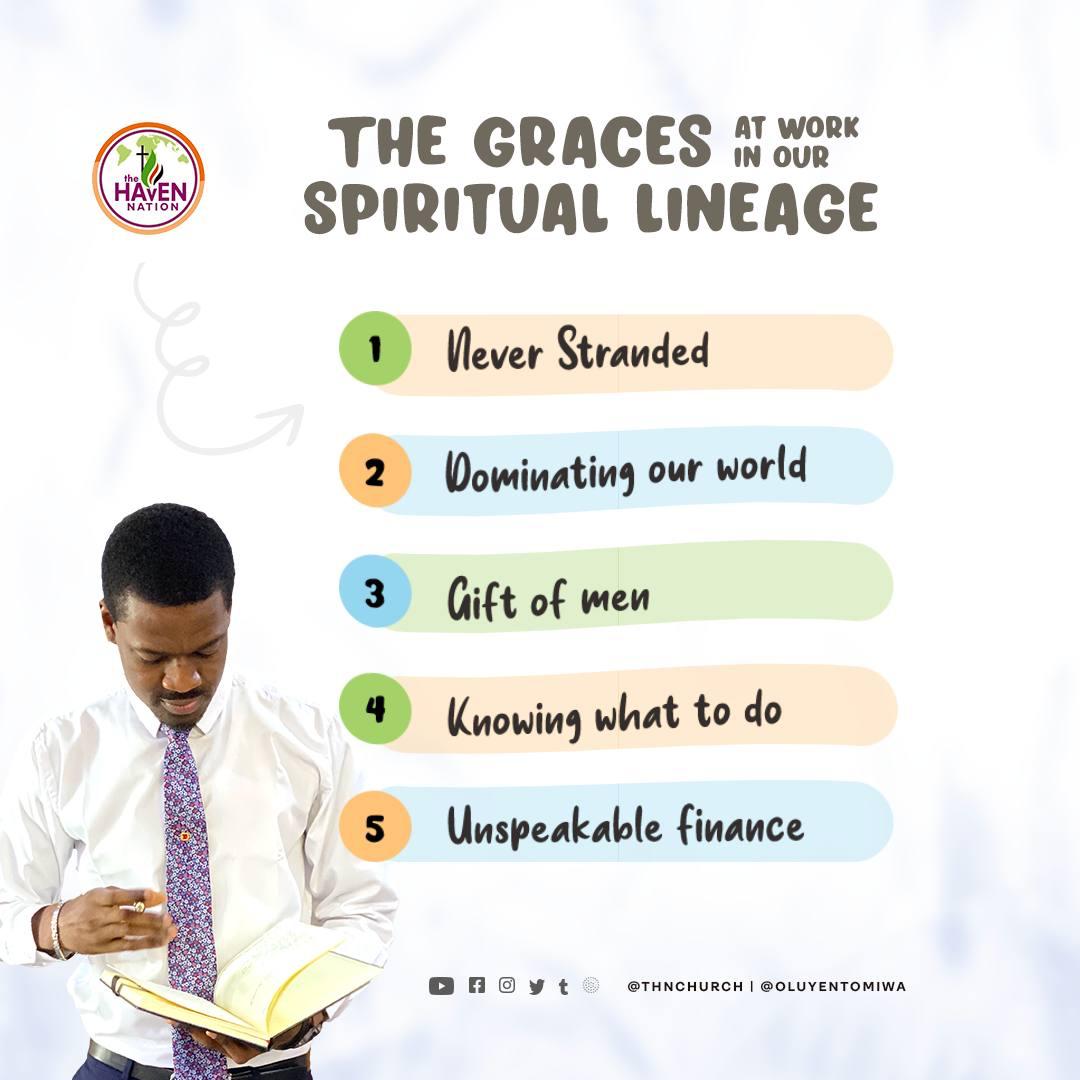 the
HAVEN
NATION
THE GRACES AT WORK
IN OUR
SPIRITUAL LINEAGE
1 Never Stranded
2 Dominating our world
3 Gift of men
4 Knowing what to do
5 Unspeakable finance
@THNCHURCH | @OLUYENTOMIWA